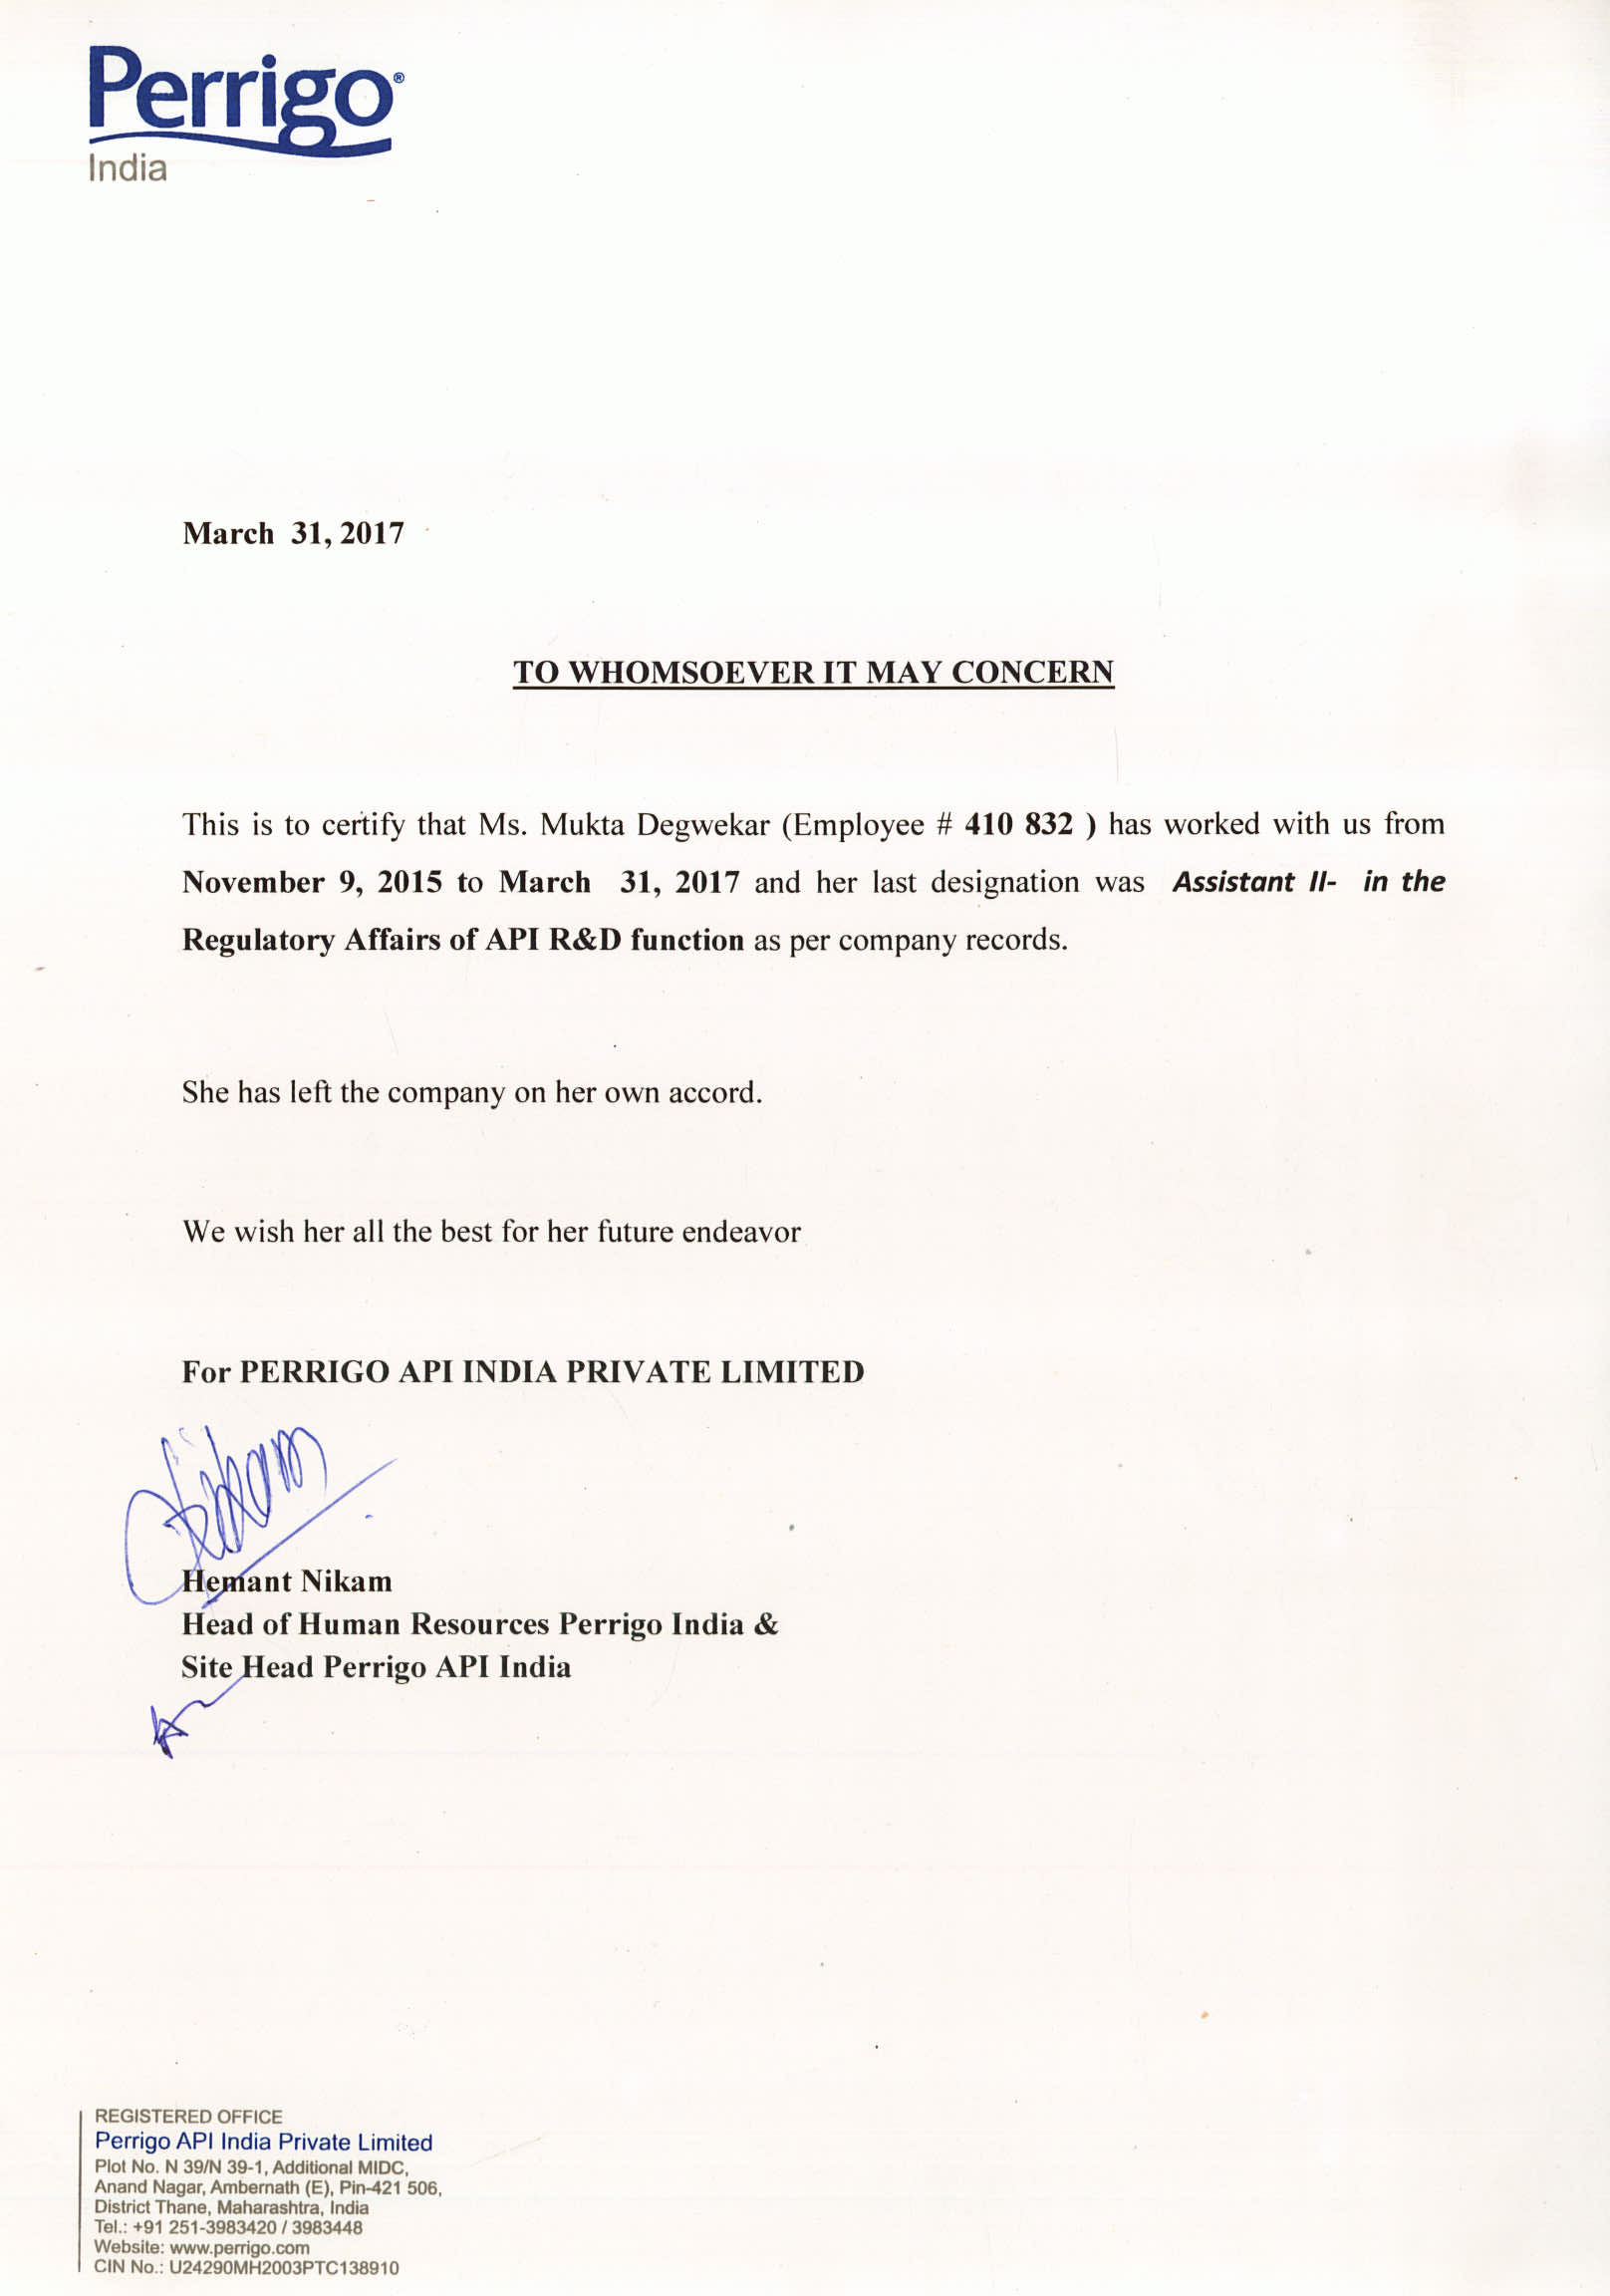 Perrigo®
India
March 31, 2017
TO WHOMSOEVER IT MAY CONCERN
This is to certify that Ms. Mukta Degwekar (Employee # 410 832 ) has worked with us from
November 9, 2015 to March 31, 2017 and her last designation was Assistant II- in the
Regulatory Affairs of API R&D function as per company records.
She has left the company on her own accord.
We wish her all the best for her future endeavor
For PERRIGO API INDIA PRIVATE LIMITED
Hemant Nikam
Head of Human Resources Perrigo India &
Site Head Perrigo API India
REGISTERED OFFICE
Perrigo API India Private Limited
Plot No. N 39/N 39-1, Additional MIDC,
Anand Nagar, Ambernath (E), Pin-421 506,
District Thane, Maharashtra, India
Tel.: +91 251-3983420 / 3983448
Website: www.perrigo.com
CIN No.: U24290MH2003PTC138910